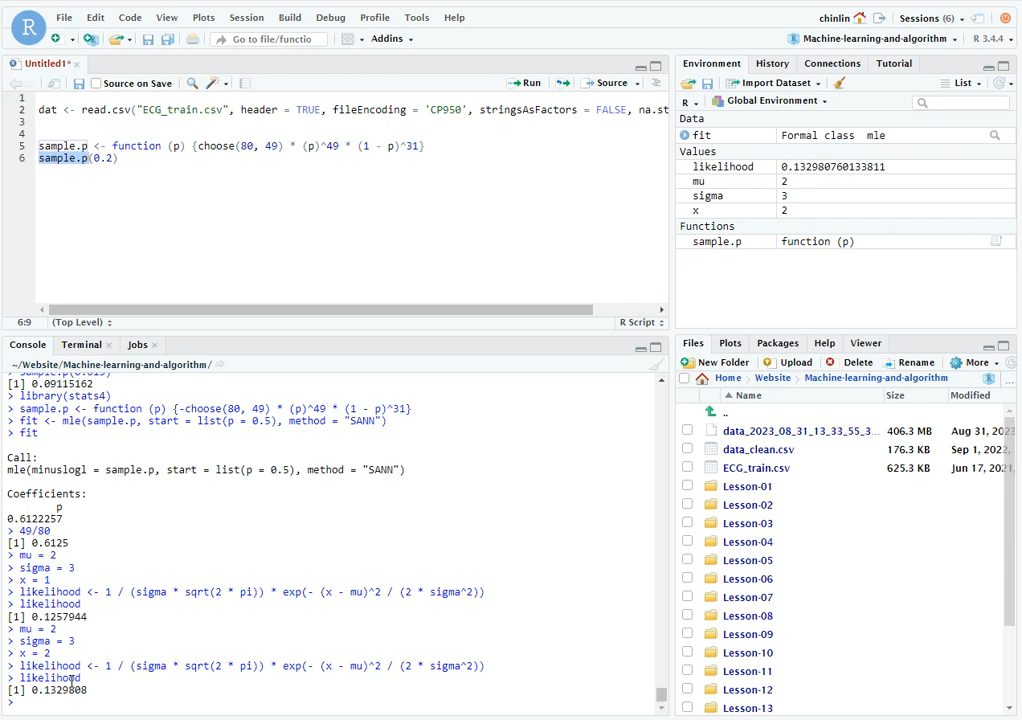 File Edit Code View Plots Session Build Debug Profile Tools Help
chinlin Sessions (6)
Go to file/functio Addins
Machine-learning-and-algorithm R 3.4.4
Untitled1*
Source on Save Run Source
1
2 dat <- read.csv("ECG_train.csv", header = TRUE, fileEncoding = 'CP950', stringsAsFactors = FALSE, na.st
3
4
5 sample.p <- function (p) {choose(80, 49) * (p)^49 * (1 - p)^31}
6 sample.p(0.2)
6:9 (Top Level) R Script
Console Terminal Jobs
~/Website/Machine-learning-and-algorithm/
[1] 0.09115162
> library(stats4)
> sample.p <- function (p) {-choose(80, 49) * (p)^49 * (1 - p)^31}
> fit <- mle(sample.p, start = list(p = 0.5), method = "SANN")
> fit
Call:
mle(minuslogl = sample.p, start = list(p = 0.5), method = "SANN")
Coefficients:
p
0.6122257
> 49/80
[1] 0.6125
> mu = 2
> sigma = 3
> x = 1
> likelihood <- 1 / (sigma * sqrt(2 * pi)) * exp(- (x - mu)^2 / (2 * sigma^2))
> likelihood
[1] 0.1257944
> mu = 2
> sigma = 3
> x = 2
> likelihood <- 1 / (sigma * sqrt(2 * pi)) * exp(- (x - mu)^2 / (2 * sigma^2))
> likelihood
[1] 0.1329808
>
Environment History Connections Tutorial
Import Dataset List
R Global Environment
Data
fit Formal class mle
Values
likelihood 0.132980760133811
mu 2
sigma 3
x 2
Functions
sample.p function (p)
Files Plots Packages Help Viewer
New Folder Upload Delete Rename More
Home Website Machine-learning-and-algorithm
Name Size Modified
..
data_2023_08_31_13_33_55_3... 406.3 MB Aug 31, 2023
data_clean.csv 176.3 KB Sep 1, 2022,
ECG_train.csv 625.3 KB Jun 17, 2021,
Lesson-01
Lesson-02
Lesson-03
Lesson-04
Lesson-05
Lesson-06
Lesson-07
Lesson-08
Lesson-09
Lesson-10
Lesson-11
Lesson-12
Lesson-13